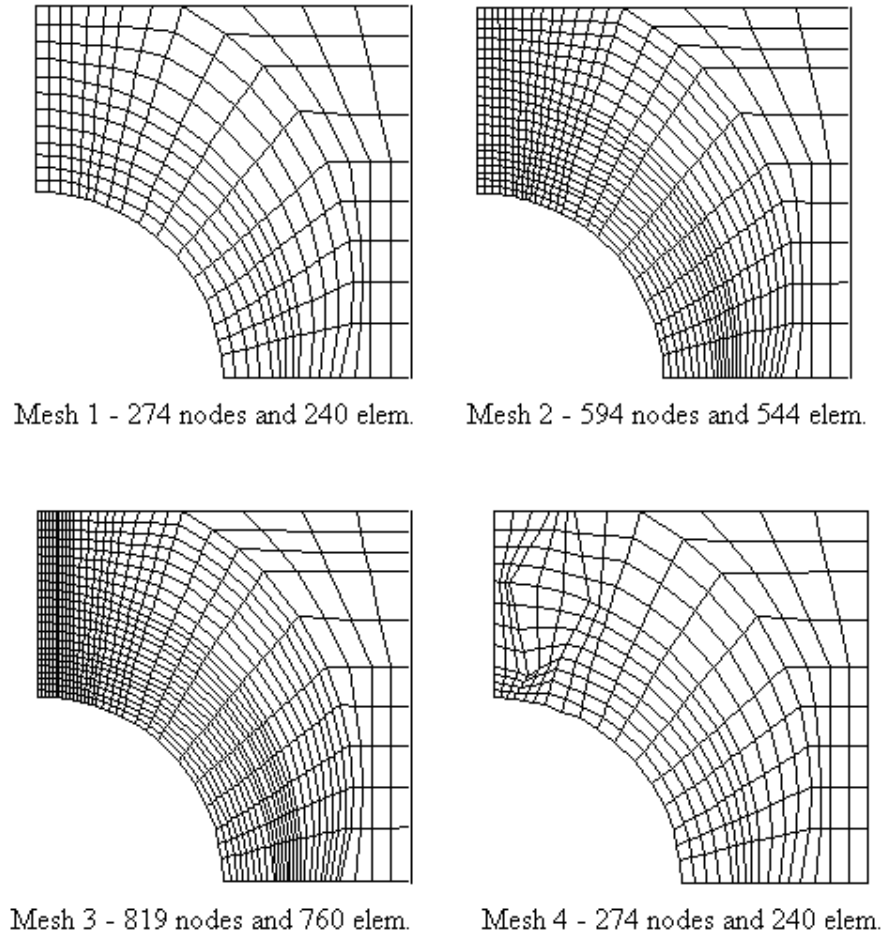 Mesh 1 - 274 nodes and 240 elem.
Mesh 2 - 594 nodes and 544 elem.
Mesh 3 - 819 nodes and 760 elem.
Mesh 4 - 274 nodes and 240 elem.